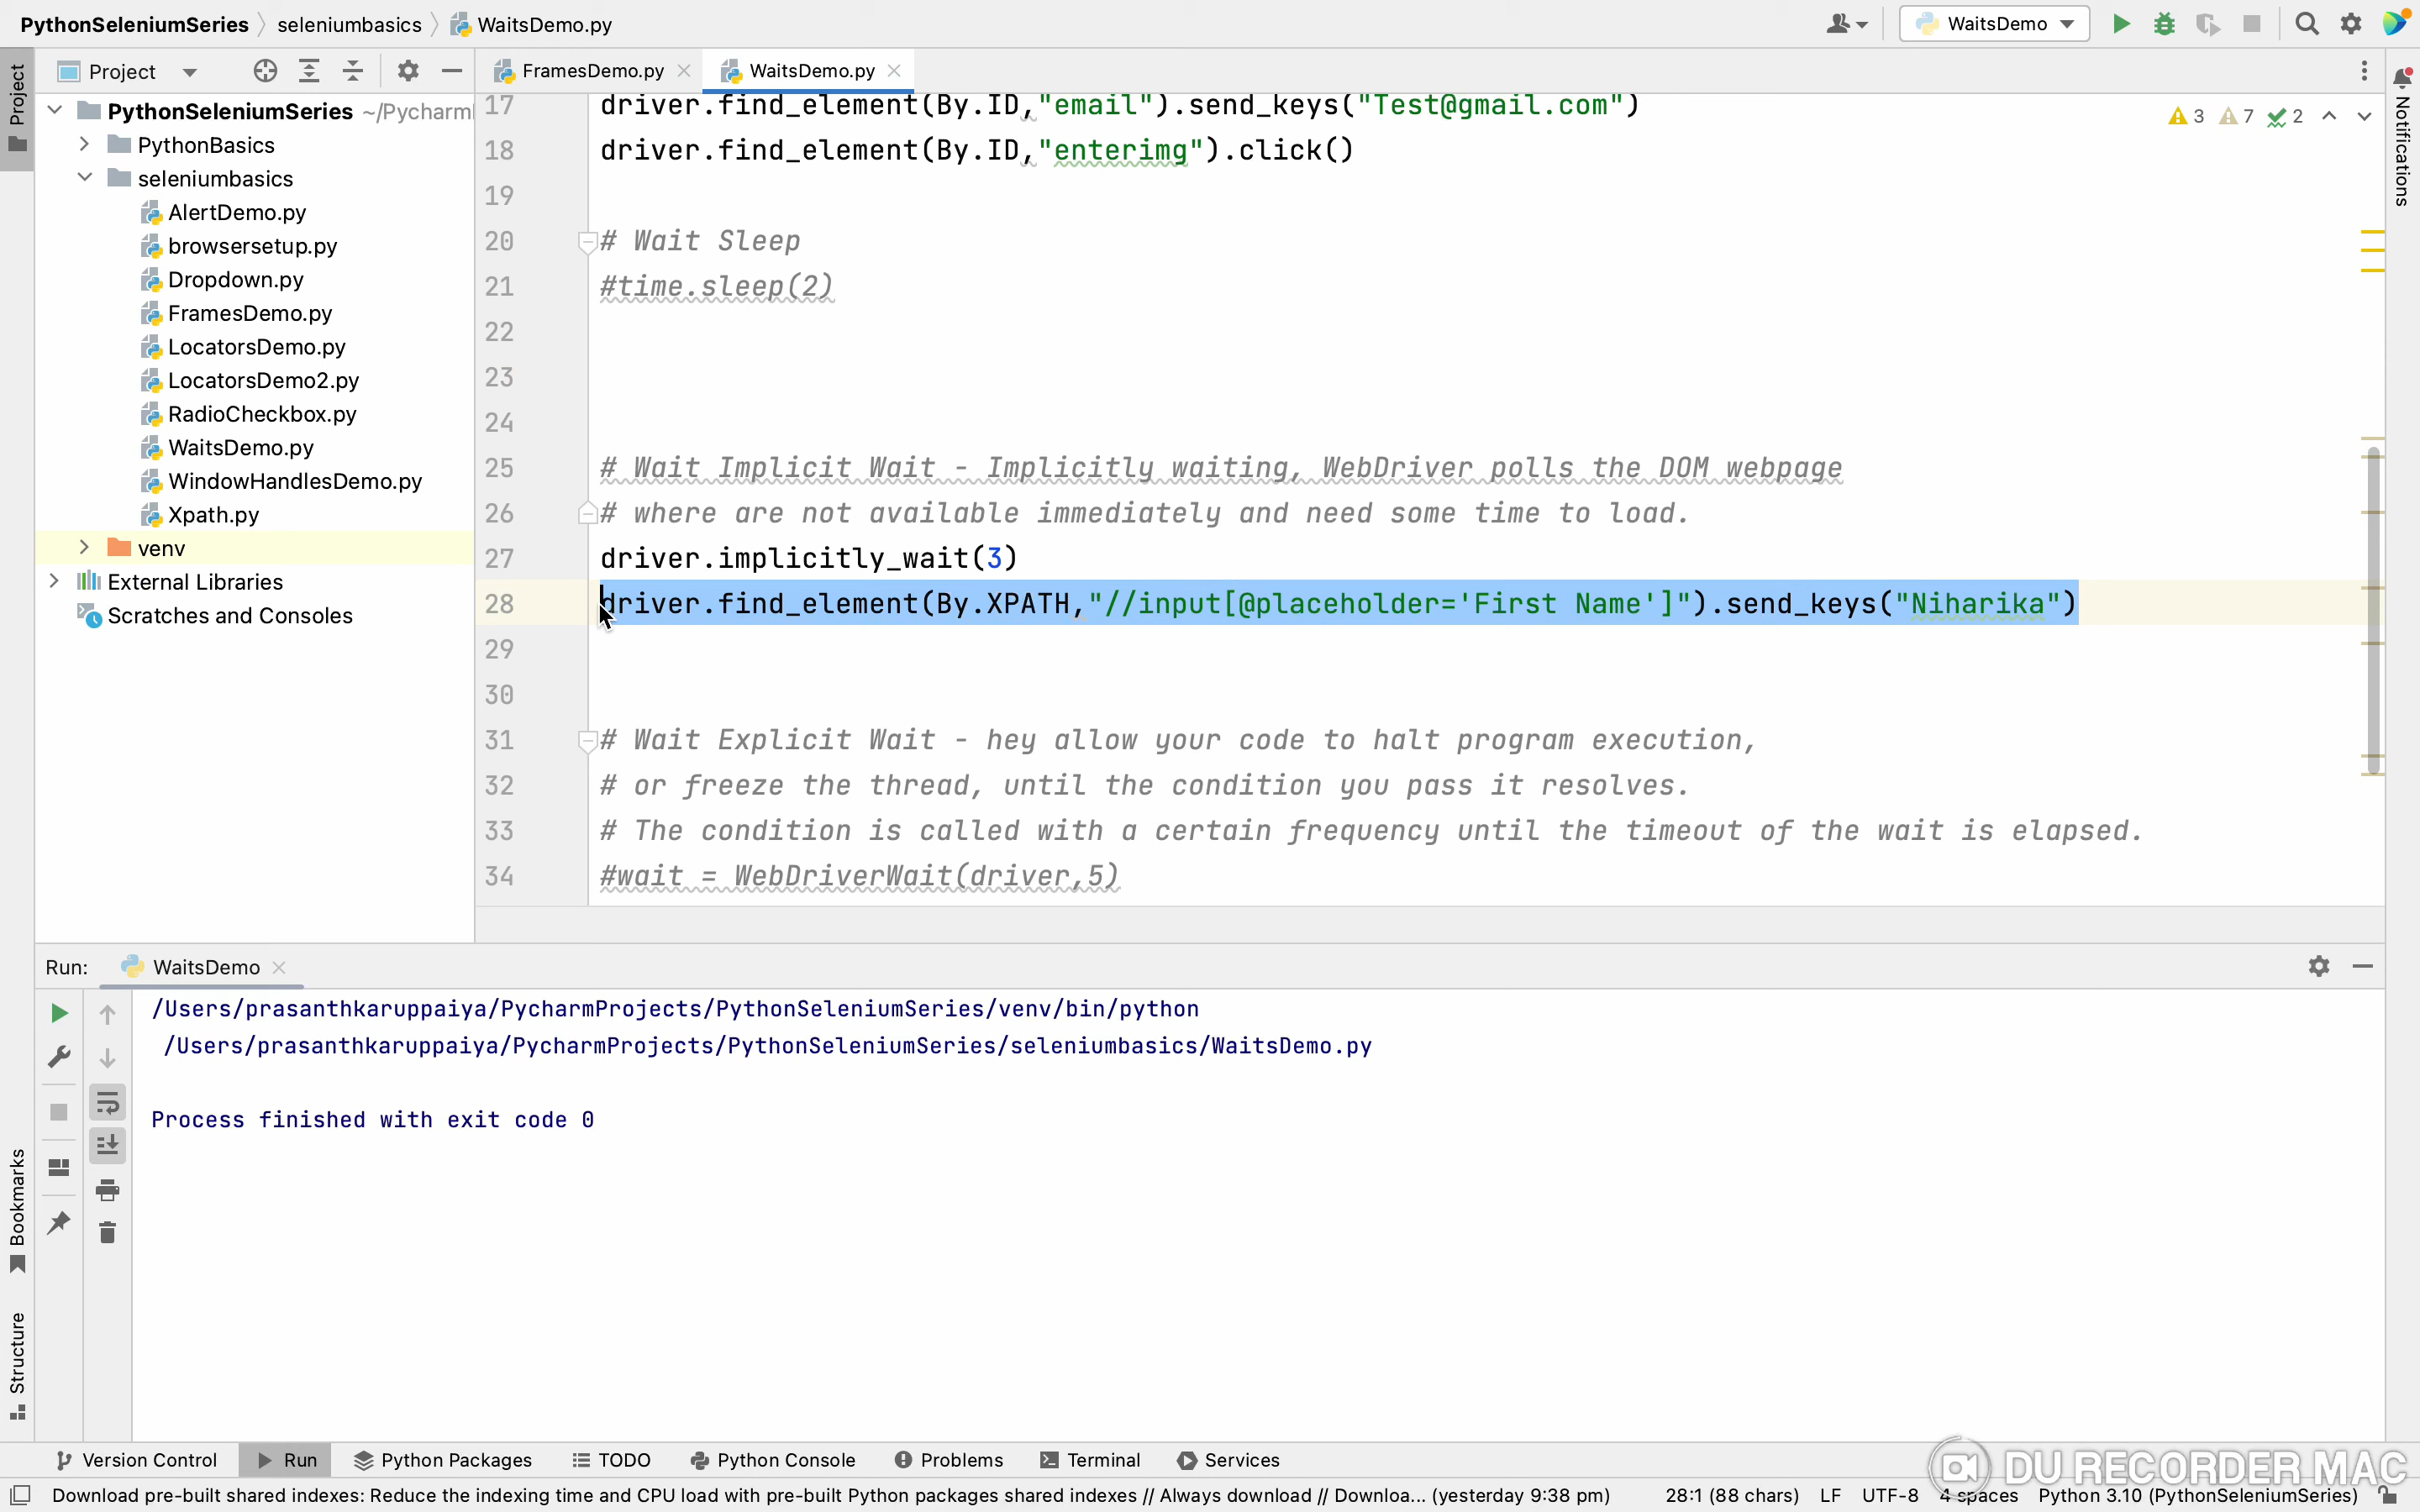 PythonSeleniumSeries seleniumbasics WaitsDemo.py
WaitsDemo
Project
Project
FramesDemo.py
WaitsDemo.py
PythonSeleniumSeries ~/Pycharm
PythonBasics
seleniumbasics
AlertDemo.py
browsersetup.py
Dropdown.py
FramesDemo.py
LocatorsDemo.py
LocatorsDemo2.py
RadioCheckbox.py
WaitsDemo.py
WindowHandlesDemo.py
Xpath.py
venv
External Libraries
Scratches and Consoles
3 7 2
17 driver.find_element(By.ID,"email").send_keys("Test@gmail.com")
18 driver.find_element(By.ID,"enterimg").click()
19
20 # Wait Sleep
21 #time.sleep(2)
22
23
24
25 # Wait Implicit Wait - Implicitly waiting, WebDriver polls the DOM webpage
26 # where are not available immediately and need some time to load.
27 driver.implicitly_wait(3)
28 driver.find_element(By.XPATH,"//input[@placeholder='First Name']").send_keys("Niharika")
29
30
31 # Wait Explicit Wait - hey allow your code to halt program execution,
32 # or freeze the thread, until the condition you pass it resolves.
33 # The condition is called with a certain frequency until the timeout of the wait is elapsed.
34 #wait = WebDriverWait(driver,5)
Notifications
Run: WaitsDemo
/Users/prasanthkaruppaiya/PycharmProjects/PythonSeleniumSeries/venv/bin/python
/Users/prasanthkaruppaiya/PycharmProjects/PythonSeleniumSeries/seleniumbasics/WaitsDemo.py
Process finished with exit code 0
Bookmarks
Structure
Version Control Run Python Packages TODO Python Console Problems Terminal Services
DU RECORDER MAC
Download pre-built shared indexes: Reduce the indexing time and CPU load with pre-built Python packages shared indexes // Always download // Downloa... (yesterday 9:38 pm) 28:1 (88 chars) LF UTF-8 4 spaces Python 3.10 (PythonSeleniumSeries)